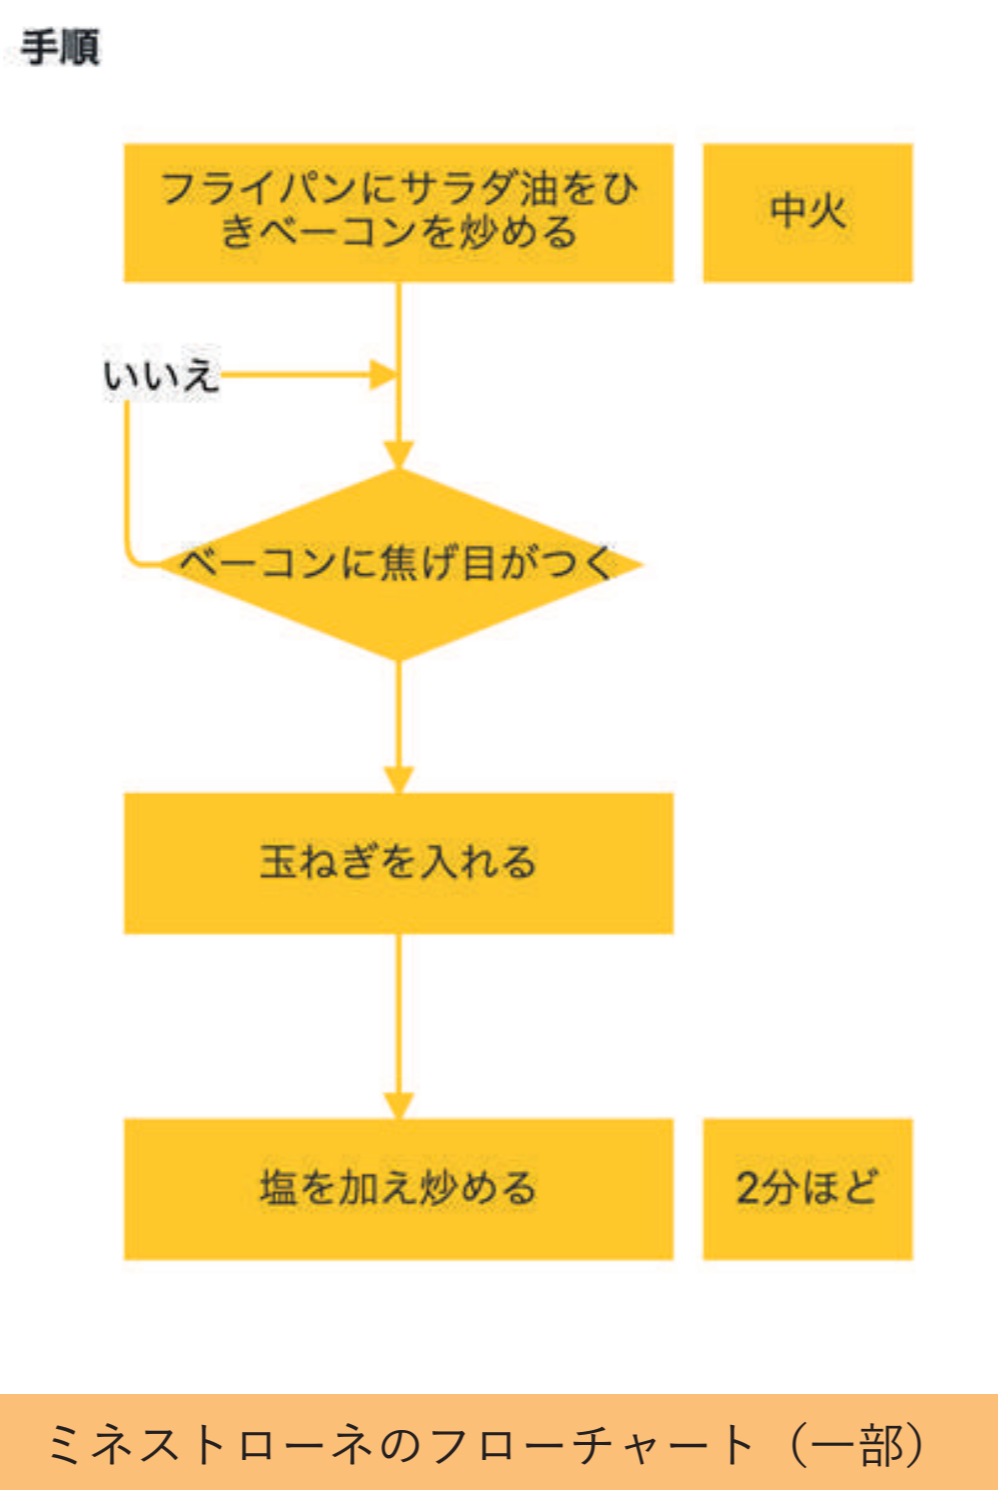 手順
フライパンにサラダ油をひ
きベーコンを炒める
中火
いいえ
ベーコンに焦げ目がつく
玉ねぎを入れる
塩を加え炒める
2分ほど
ミネストローネのフローチャート（一部）